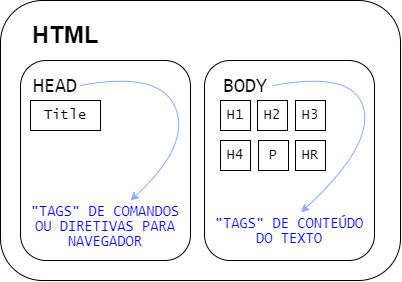 HTML
HEAD
Title
"TAGS" DE COMANDOS
OU DIRETIVAS PARA
NAVEGADOR
BODY
H1 H2 H3
H4 P HR
"TAGS" DE CONTEÚDO
DO TEXTO